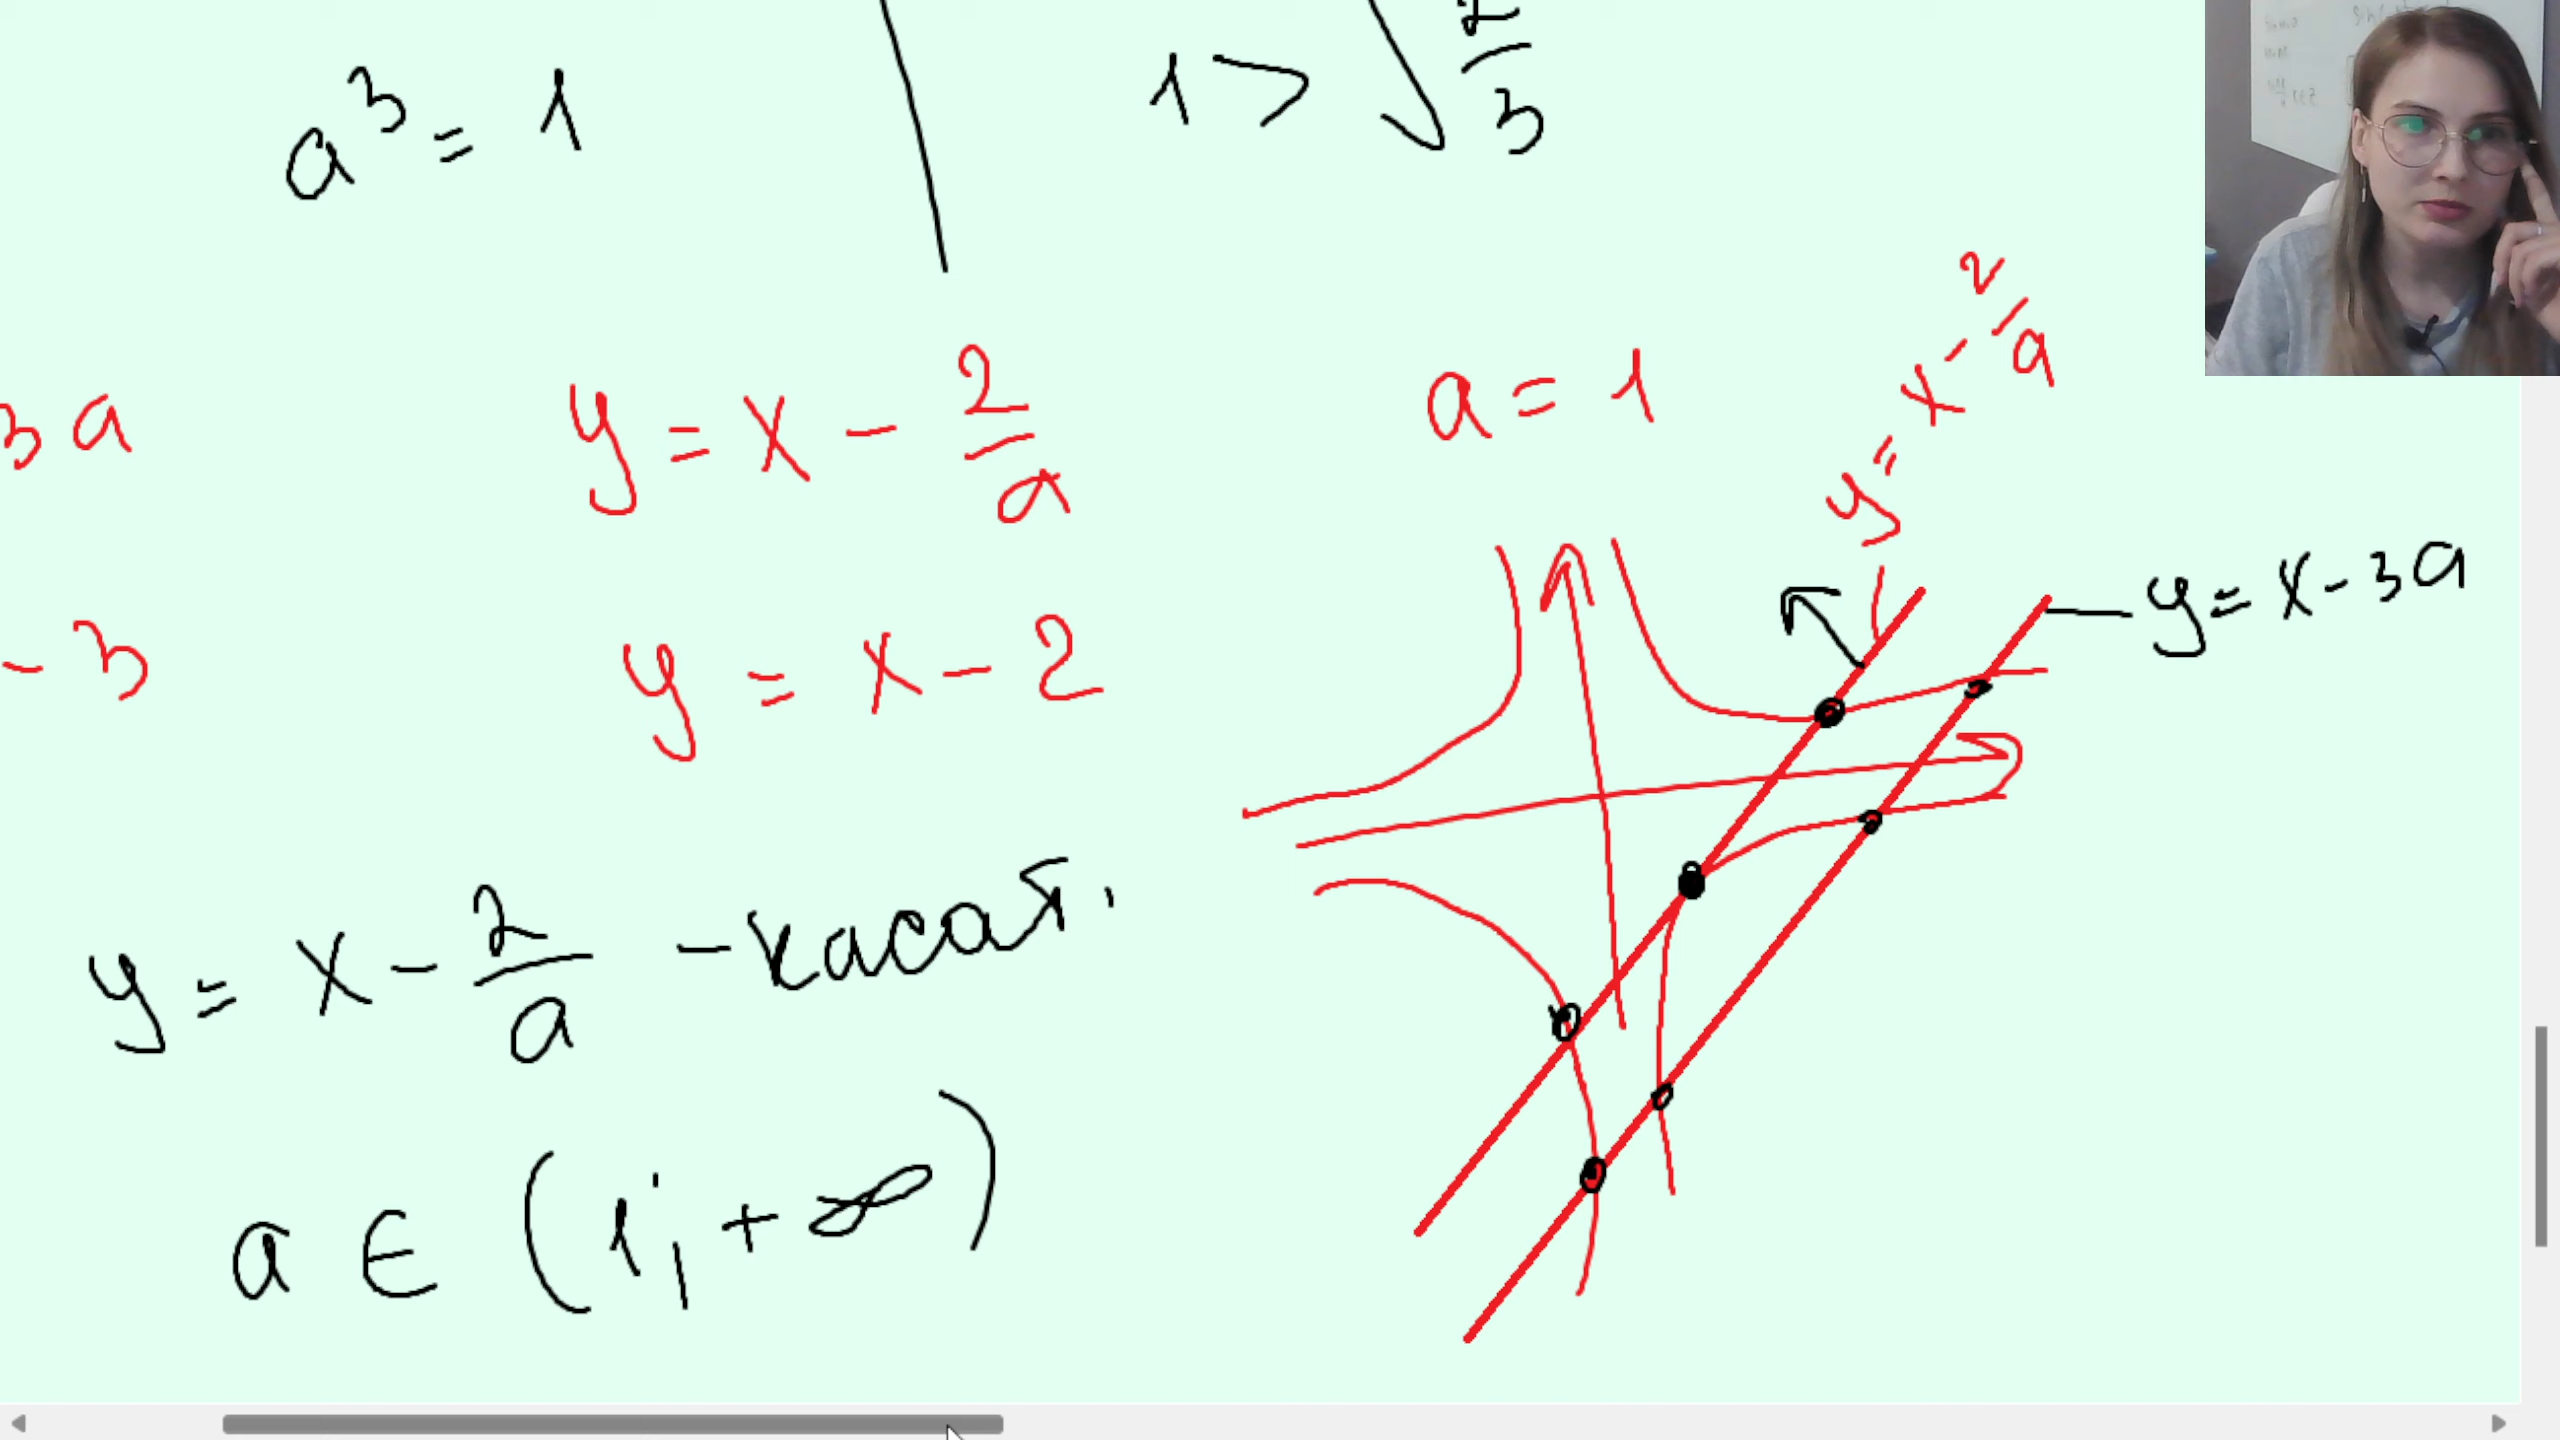 a³ = 1
1 > √2/3
3a
y = x - 2/a
a = 1
y = x - 2/a
- 3
y = x - 2
y = x - 3a
y = x - 2/a - касат.
a ∈ (1; +∞)